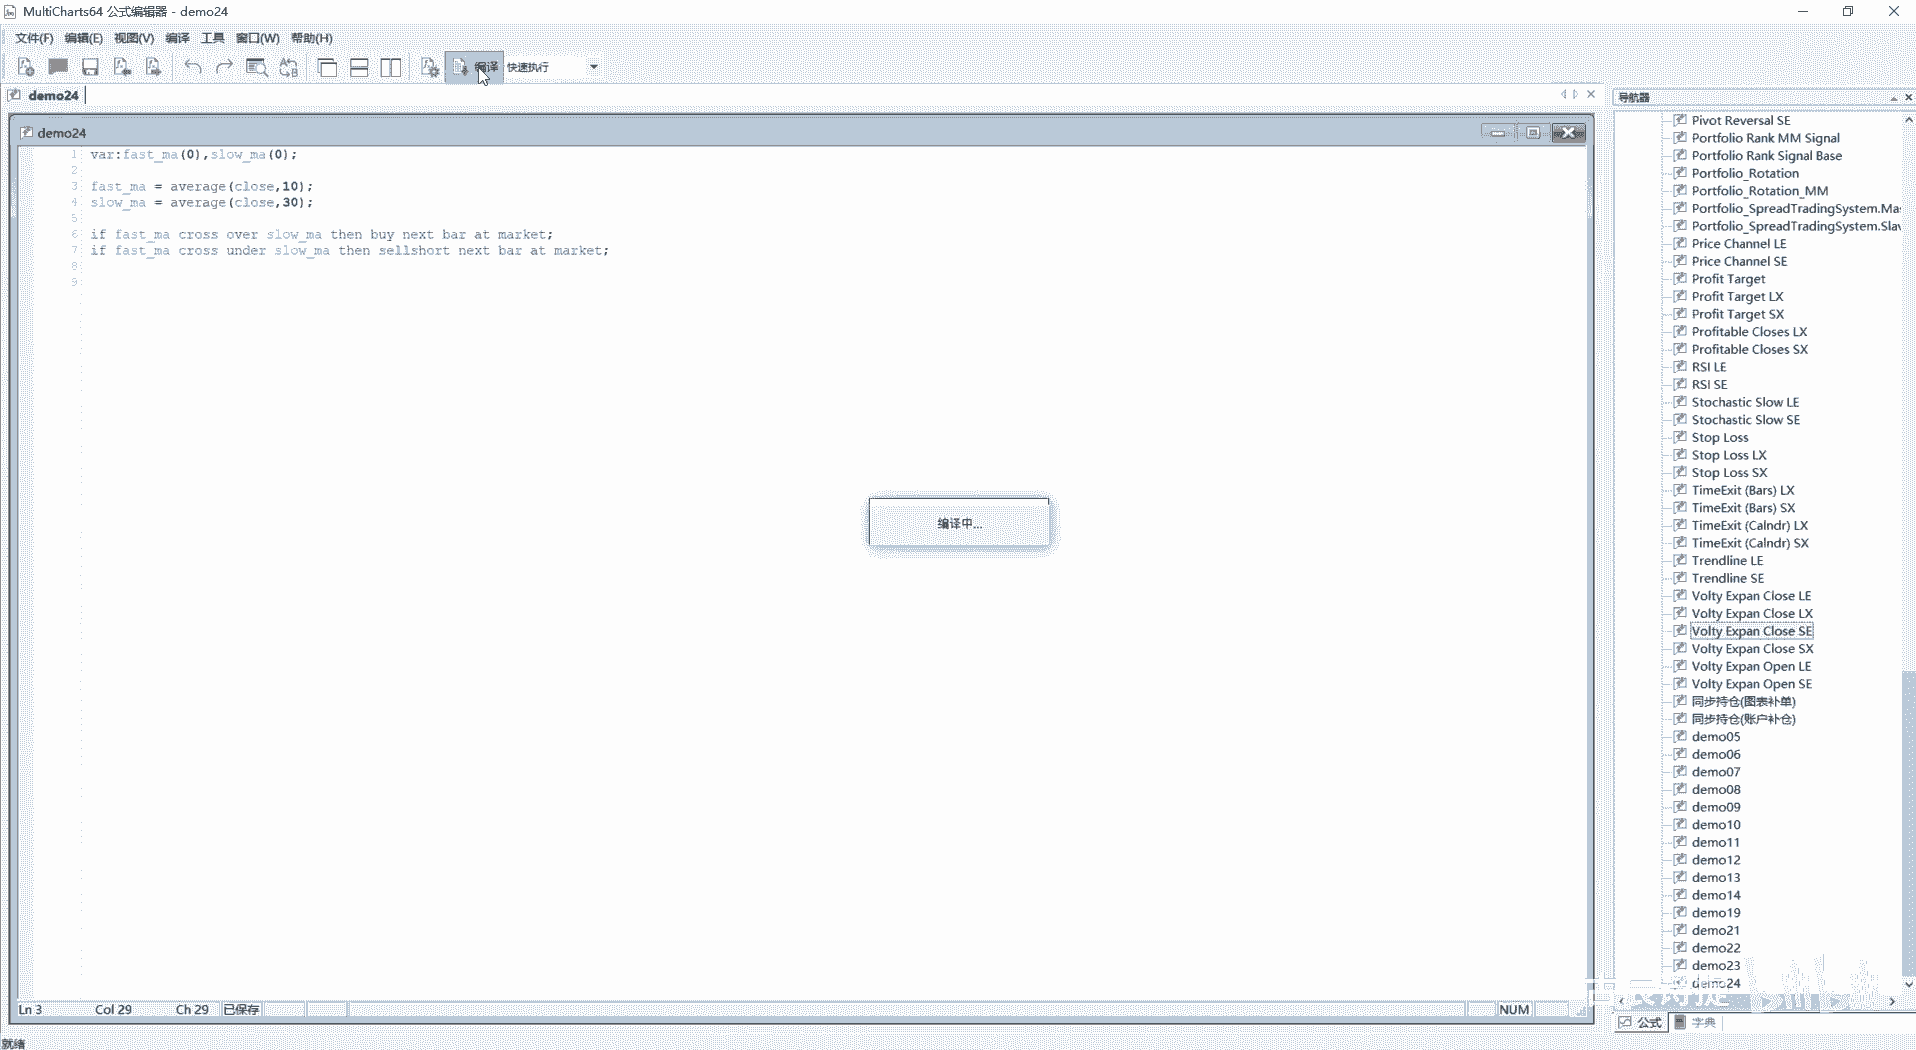 MultiCharts64 公式编辑器 - demo24
文件(F) 编辑(E) 视图(V) 编译 工具 窗口(W) 帮助(H)
编译 快速执行
demo24
导航器
demo24
1 var:fast_ma(0),slow_ma(0);
2
3 fast_ma = average(close,10);
4 slow_ma = average(close,30);
5
6 if fast_ma cross over slow_ma then buy next bar at market;
7 if fast_ma cross under slow_ma then sellshort next bar at market;
8
9
编译中...
Pivot Reversal SE
Portfolio Rank MM Signal
Portfolio Rank Signal Base
Portfolio_Rotation
Portfolio_Rotation_MM
Portfolio_SpreadTradingSystem.Mas
Portfolio_SpreadTradingSystem.Slav
Price Channel LE
Price Channel SE
Profit Target
Profit Target LX
Profit Target SX
Profitable Closes LX
Profitable Closes SX
RSI LE
RSI SE
Stochastic Slow LE
Stochastic Slow SE
Stop Loss
Stop Loss LX
Stop Loss SX
TimeExit (Bars) LX
TimeExit (Bars) SX
TimeExit (Calndr) LX
TimeExit (Calndr) SX
Trendline LE
Trendline SE
Volty Expan Close LE
Volty Expan Close LX
Volty Expan Close SE
Volty Expan Close SX
Volty Expan Open LE
Volty Expan Open SE
同步持仓(图表补单)
同步持仓(账户补仓)
demo05
demo06
demo07
demo08
demo09
demo10
demo11
demo12
demo13
demo14
demo19
demo21
demo22
demo23
demo24
公式 字典
Ln 3 Col 29 Ch 29 已保存 NUM
就绪